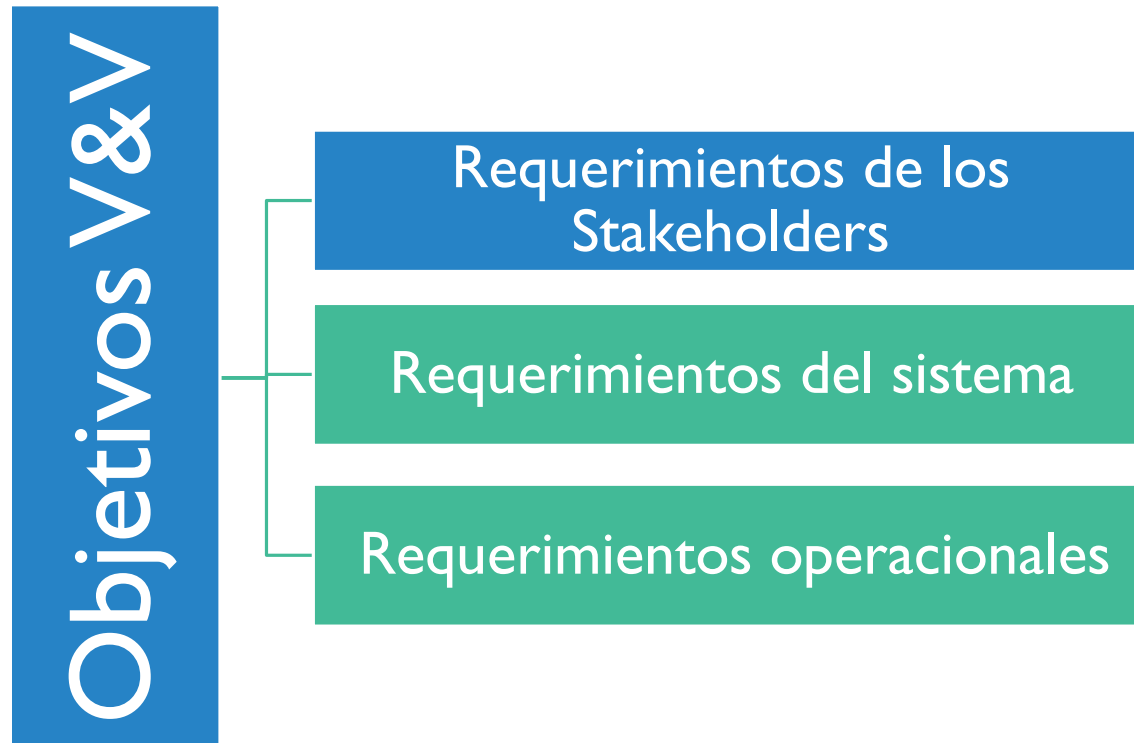 Objetivos V&V
Requerimientos de los
Stakeholders
Requerimientos del sistema
Requerimientos operacionales